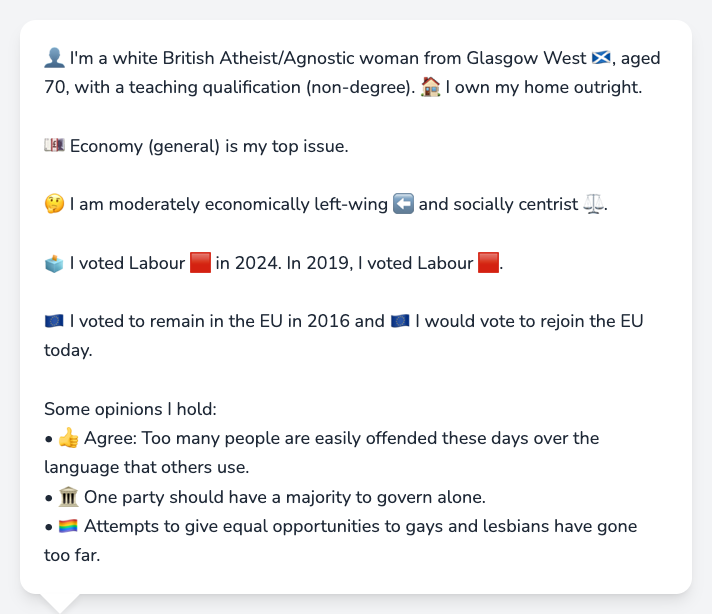 👤 I'm a white British Atheist/Agnostic woman from Glasgow West 🏴󠁧󠁢󠁳󠁣󠁴󠁿, aged
70, with a teaching qualification (non-degree). 🏠 I own my home outright.
💷 Economy (general) is my top issue.
🤔 I am moderately economically left-wing ⬅️ and socially centrist ⚖️.
🗳️ I voted Labour 🟥 in 2024. In 2019, I voted Labour 🟥.
🇪🇺 I voted to remain in the EU in 2016 and 🇪🇺 I would vote to rejoin the EU
today.
Some opinions I hold:
• 👍 Agree: Too many people are easily offended these days over the
language that others use.
• 🏛️ One party should have a majority to govern alone.
• 🏳️‍🌈 Attempts to give equal opportunities to gays and lesbians have gone
too far.